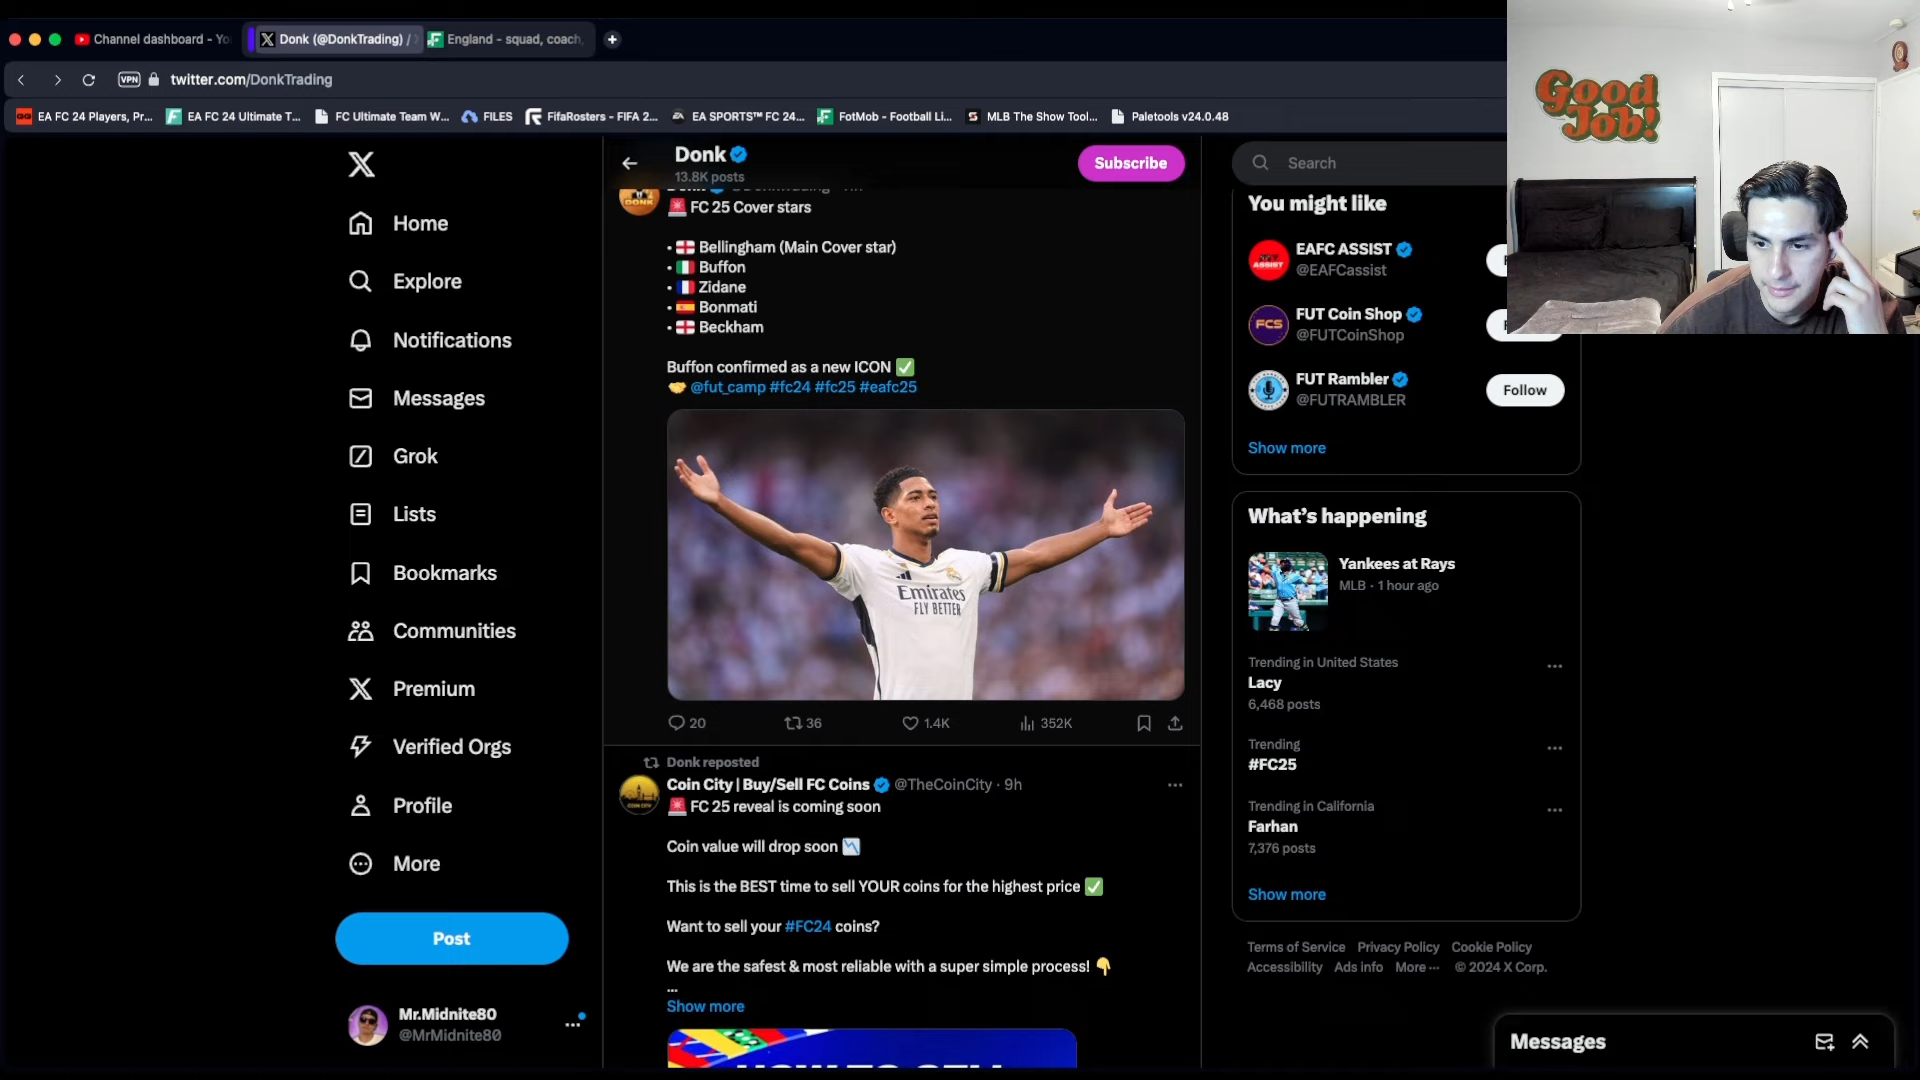 Channel dashboard - Yo
Donk (@DonkTrading) /
England - squad, coach,
VPN
twitter.com/DonkTrading
EA FC 24 Players, Pr...
EA FC 24 Ultimate T...
FC Ultimate Team W...
FILES
FifaRosters - FIFA 2...
EA SPORTS™ FC 24...
FotMob - Football Li...
MLB The Show Tool...
Paletools v24.0.48
Good
Job!
Home
Explore
Notifications
Messages
Grok
Lists
Bookmarks
Communities
Premium
Verified Orgs
Profile
More
Post
Mr.Midnite80
@MrMidnite80
Donk
13.8K posts
Subscribe
DONK
🚨 FC 25 Cover stars
• 🏴󠁧󠁢󠁥󠁮󠁧󠁿 Bellingham (Main Cover star)
• 🇮🇹 Buffon
• 🇫🇷 Zidane
• 🇪🇸 Bonmati
• 🏴󠁧󠁢󠁥󠁮󠁧󠁿 Beckham
Buffon confirmed as a new ICON ✅
🤝 @fut_camp #fc24 #fc25 #eafc25
Emirates
FLY BETTER
20
36
1.4K
352K
Donk reposted
Coin City | Buy/Sell FC Coins @TheCoinCity · 9h
COIN CITY
🚨 FC 25 reveal is coming soon
Coin value will drop soon 📉
This is the BEST time to sell YOUR coins for the highest price ✅
Want to sell your #FC24 coins?
We are the safest & most reliable with a super simple process! 👇
...
Show more
HOW TO SELL
Search
You might like
EAFC ASSIST
@EAFCassist
ASSIST
FUT Coin Shop
@FUTCoinShop
FCS
FUT Rambler
@FUTRAMBLER
Follow
Show more
What's happening
Yankees at Rays
MLB · 1 hour ago
Trending in United States
Lacy
6,468 posts
Trending
#FC25
Trending in California
Farhan
7,376 posts
Show more
Terms of Service Privacy Policy Cookie Policy
Accessibility Ads info More ··· © 2024 X Corp.
Messages